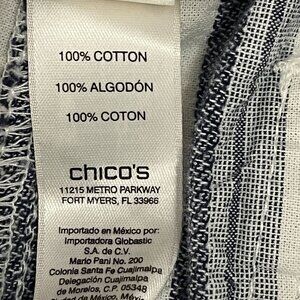 100% COTTON
100% ALGODÓN
100% COTON
chico's
11215 METRO PARKWAY
FORT MYERS, FL 33966
Importado en México por:
Importadora Globastic
S.A. de C.V.
Mario Pani No. 200
Colonia Santa Fe Cuajimalpa
Delegación Cuajimalpa
de Morelos, C.P. 05348